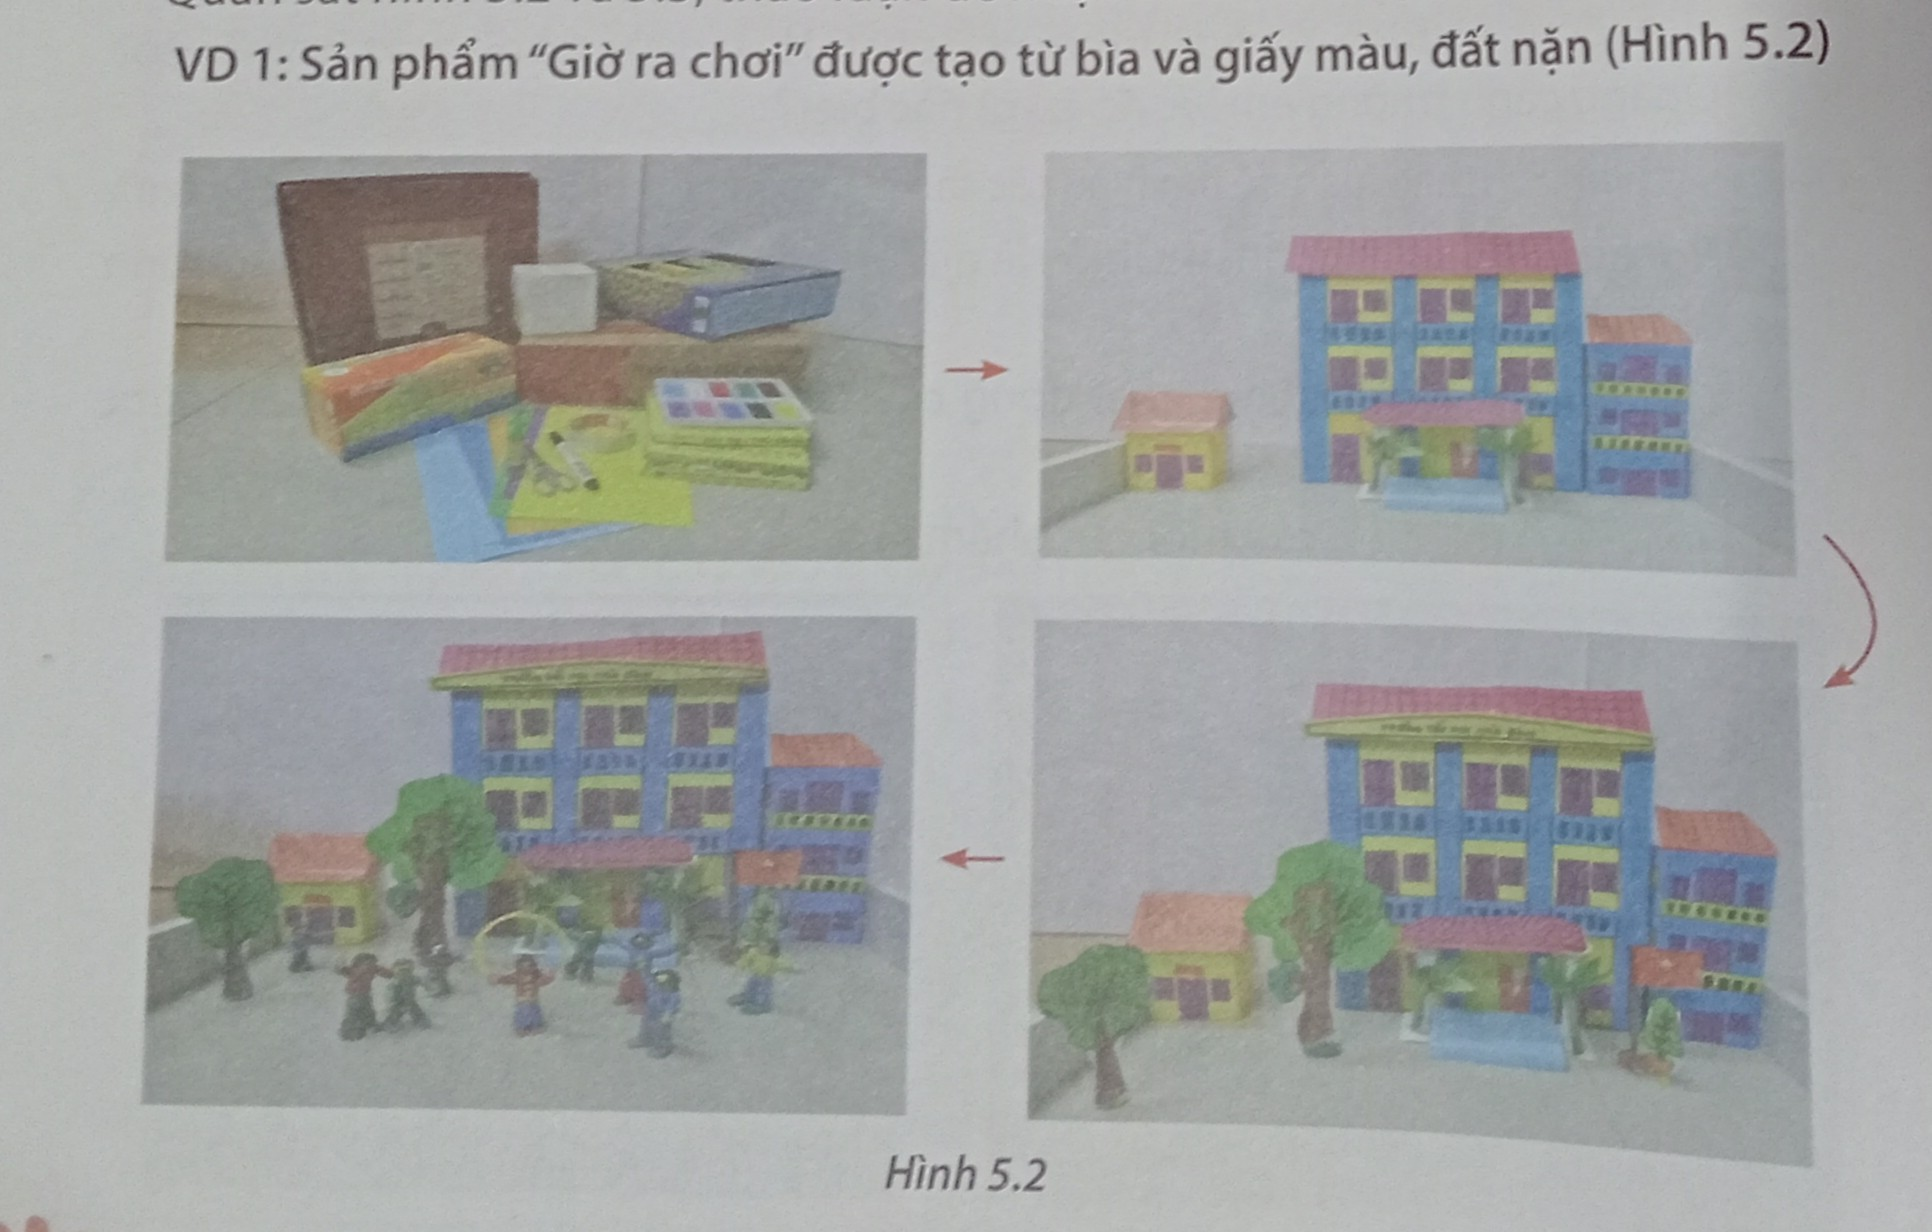 VD 1: Sản phẩm “Giờ ra chơi” được tạo từ bìa và giấy màu, đất nặn (Hình 5.2)
Hình 5.2